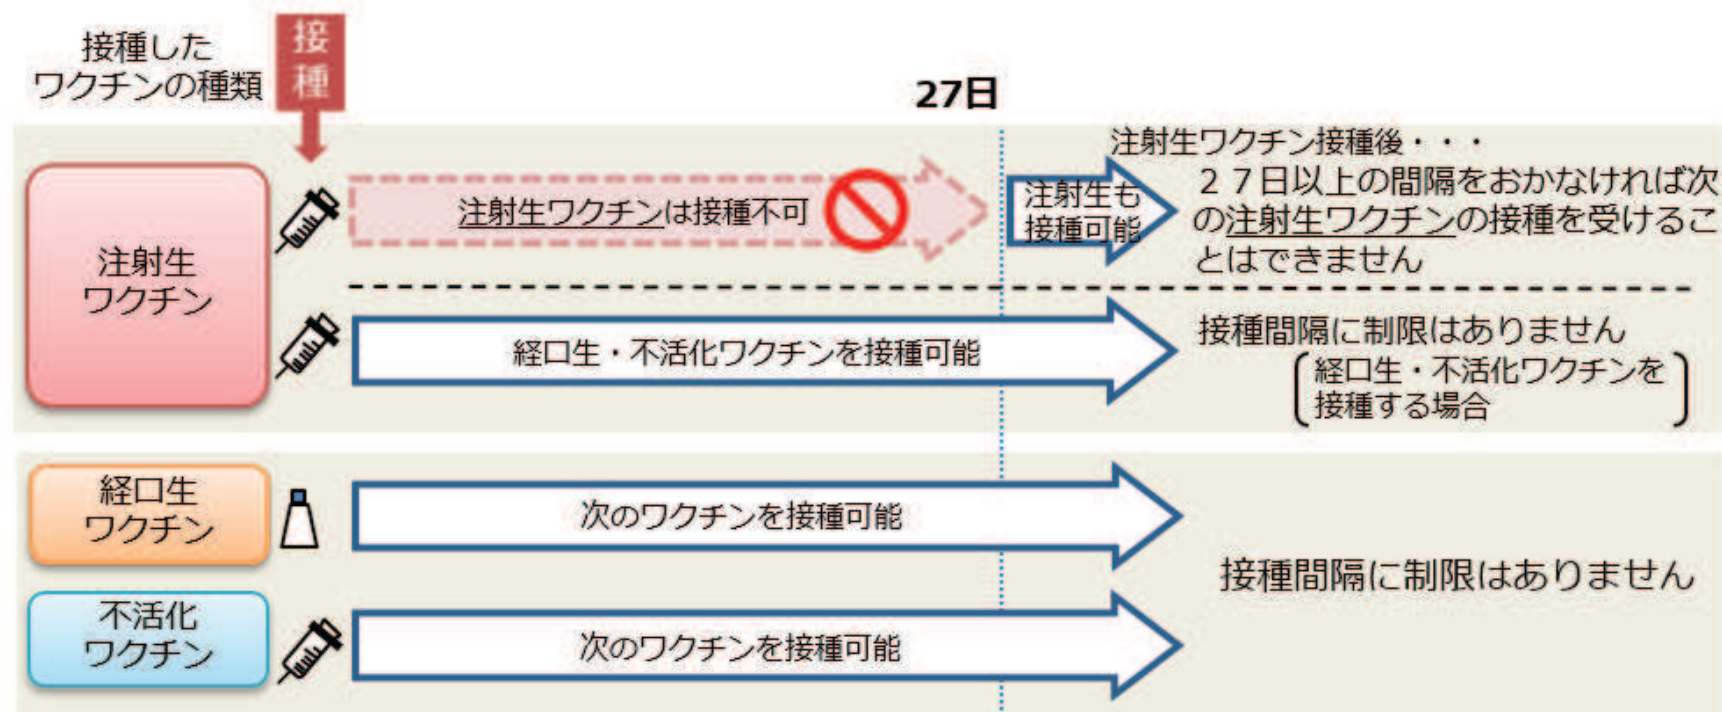 接種した
ワクチンの種類
接
種
27日
注射生
ワクチン
注射生ワクチンは接種不可
注射生も
接種可能
注射生ワクチン接種後・・・
２７日以上の間隔をおかなければ次
の注射生ワクチンの接種を受けるこ
とはできません
経口生・不活化ワクチンを接種可能
接種間隔に制限はありません
経口生・不活化ワクチンを
接種する場合
経口生
ワクチン
次のワクチンを接種可能
接種間隔に制限はありません
不活化
ワクチン
次のワクチンを接種可能